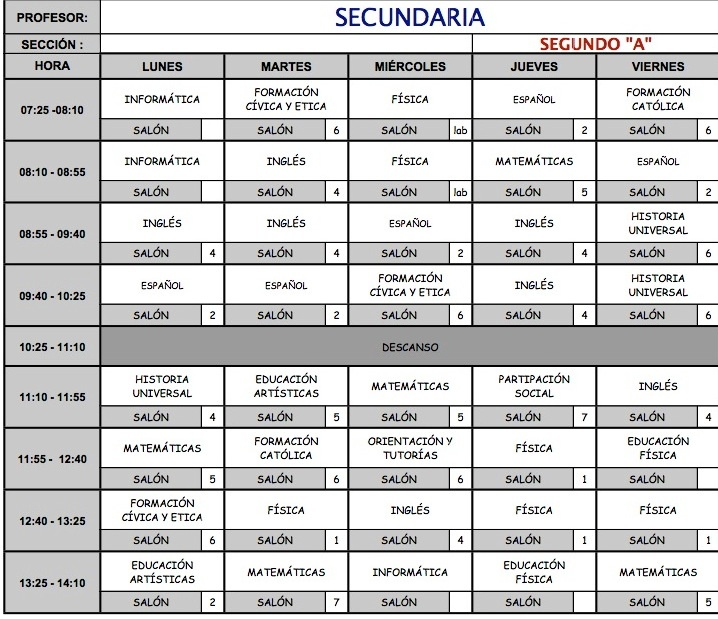 PROFESOR: SECUNDARIA
SECCIÓN : SEGUNDO "A"
HORA LUNES MARTES MIÉRCOLES JUEVES VIERNES
07:25 -08:10 INFORMÁTICA FORMACIÓN CÍVICA Y ETICA FÍSICA ESPAÑOL FORMACIÓN CATÓLICA
SALÓN SALÓN 6 SALÓN lab SALÓN 2 SALÓN 6
08:10 - 08:55 INFORMÁTICA INGLÉS FÍSICA MATEMÁTICAS ESPAÑOL
SALÓN SALÓN 4 SALÓN lab SALÓN 5 SALÓN 2
08:55 - 09:40 INGLÉS INGLÉS ESPAÑOL INGLÉS HISTORIA UNIVERSAL
SALÓN 4 SALÓN 4 SALÓN 2 SALÓN 4 SALÓN 6
09:40 - 10:25 ESPAÑOL ESPAÑOL FORMACIÓN CÍVICA Y ETICA INGLÉS HISTORIA UNIVERSAL
SALÓN 2 SALÓN 2 SALÓN 6 SALÓN 4 SALÓN 6
10:25 - 11:10 DESCANSO
11:10 - 11:55 HISTORIA UNIVERSAL EDUCACIÓN ARTÍSTICAS MATEMÁTICAS PARTIPACIÓN SOCIAL INGLÉS
SALÓN 4 SALÓN 5 SALÓN 5 SALÓN 7 SALÓN 4
11:55 - 12:40 MATEMÁTICAS FORMACIÓN CATÓLICA ORIENTACIÓN Y TUTORÍAS FÍSICA EDUCACIÓN FÍSICA
SALÓN 5 SALÓN 6 SALÓN 6 SALÓN 1 SALÓN
12:40 - 13:25 FORMACIÓN CÍVICA Y ETICA FÍSICA INGLÉS FÍSICA FÍSICA
SALÓN 6 SALÓN 1 SALÓN 4 SALÓN 1 SALÓN 1
13:25 - 14:10 EDUCACIÓN ARTÍSTICAS MATEMÁTICAS INFORMÁTICA EDUCACIÓN FÍSICA MATEMÁTICAS
SALÓN 2 SALÓN 7 SALÓN SALÓN SALÓN 5